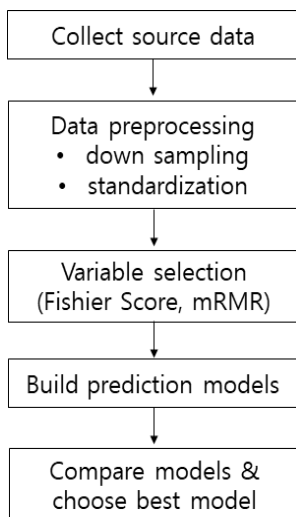 Collect source data
Data preprocessing
• down sampling
• standardization
Variable selection
(Fishier Score, mRMR)
Build prediction models
Compare models &
choose best model